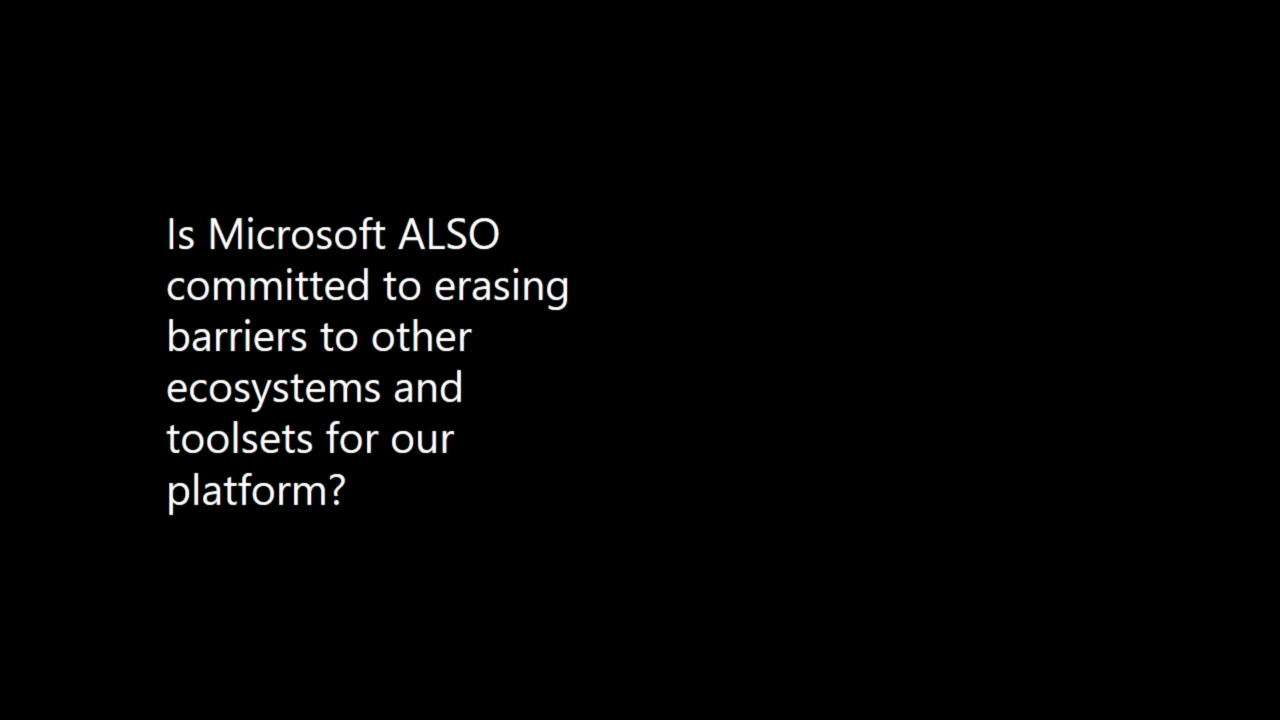 Is Microsoft ALSO
committed to erasing
barriers to other
ecosystems and
toolsets for our
platform?